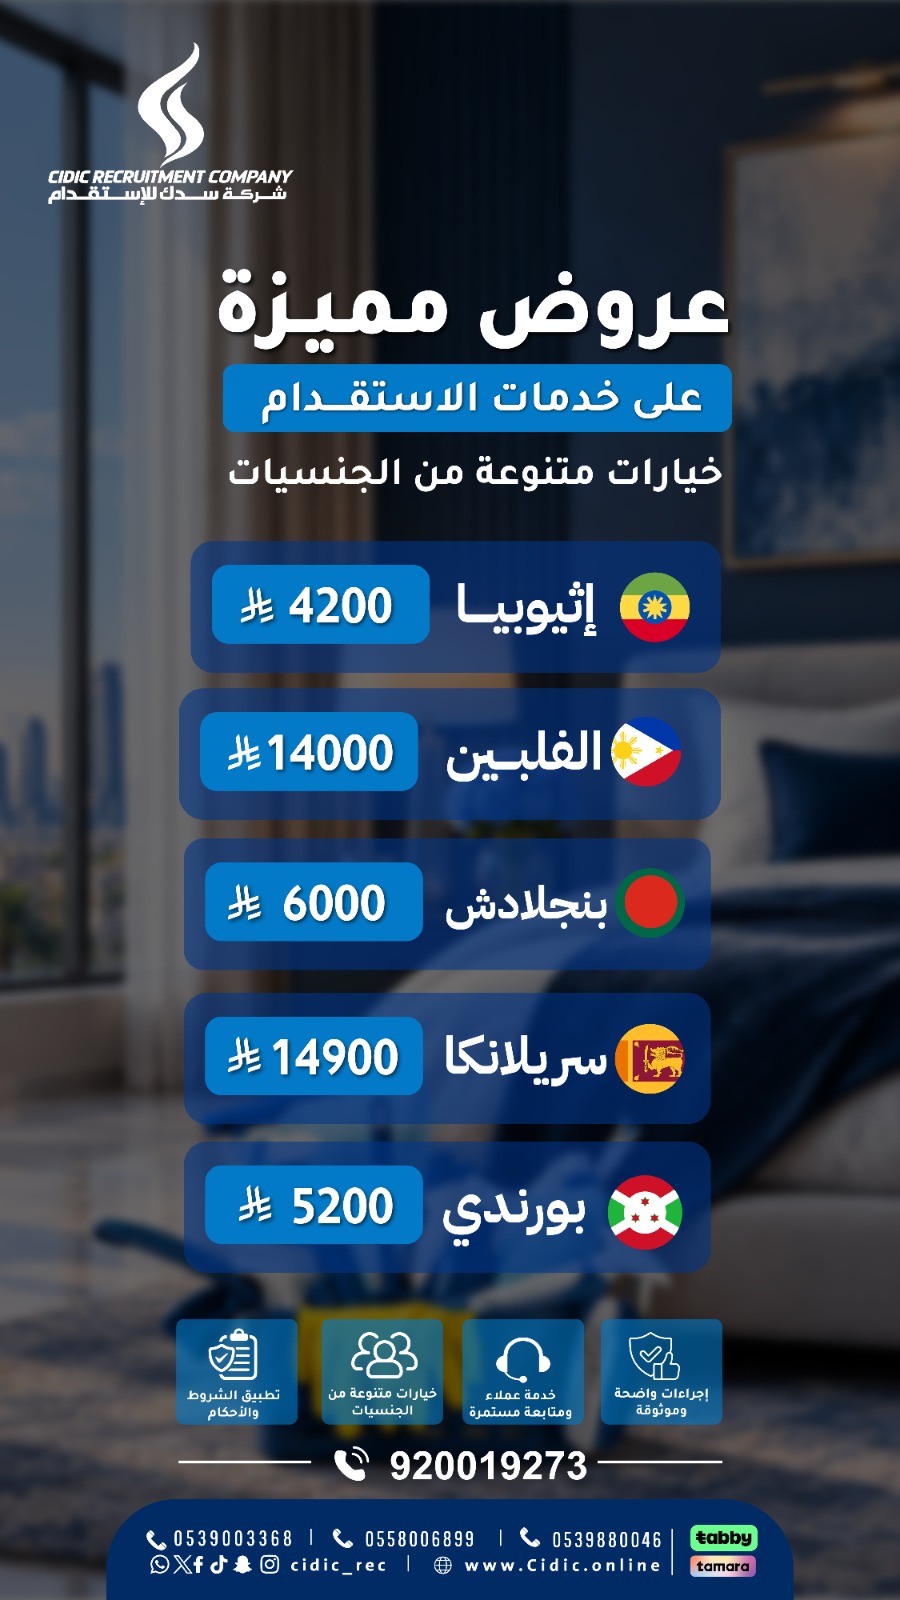 CIDIC RECRUITMENT COMPANY
شركة سدك للإستقدام
عروض مميزة
على خدمات الاستقدام
خيارات متنوعة من الجنسيات
إثيوبيا 4200
الفلبين 14000
بنجلادش 6000
سريلانكا 14900
بورندي 5200
إجراءات واضحة
وموثوقة
خدمة عملاء
ومتابعة مستمرة
خيارات متنوعة من
الجنسيات
تطبيق الشروط
والأحكام
920019273
0539003368 | 0558006899 | 0539880046
cidic_rec | www.Cidic.online
tabby
tamara